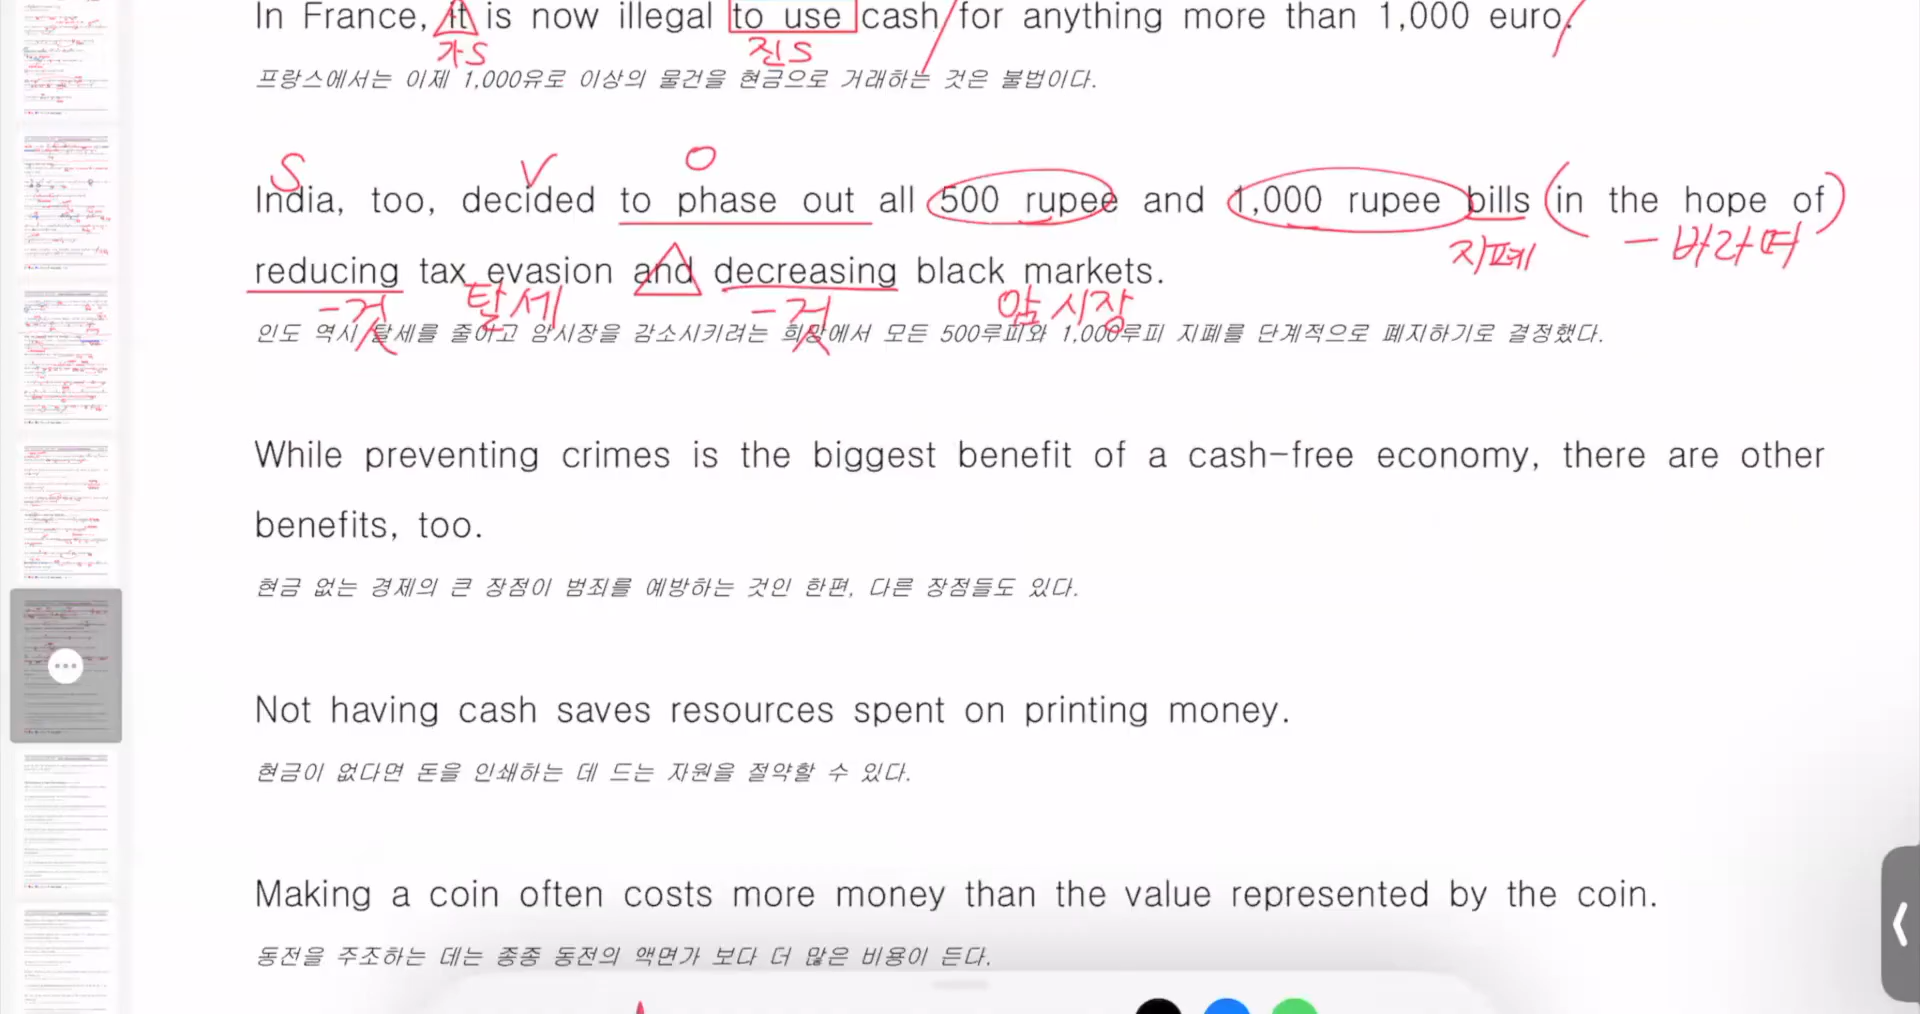 In France, it is now illegal to use cash for anything more than 1,000 euro.
가S 진S
프랑스에서는 이제 1,000유로 이상의 물건을 현금으로 거래하는 것은 불법이다.
S V O
India, too, decided to phase out all 500 rupee and 1,000 rupee bills (in the hope of)
지폐 -바라며
reducing tax evasion and decreasing black markets.
-것 탈세 -것 암시장
인도 역시 탈세를 줄이고 암시장을 감소시키려는 희망에서 모든 500루피와 1,000루피 지폐를 단계적으로 폐지하기로 결정했다.
While preventing crimes is the biggest benefit of a cash-free economy, there are other
benefits, too.
현금 없는 경제의 큰 장점이 범죄를 예방하는 것인 한편, 다른 장점들도 있다.
Not having cash saves resources spent on printing money.
현금이 없다면 돈을 인쇄하는 데 드는 자원을 절약할 수 있다.
Making a coin often costs more money than the value represented by the coin.
동전을 주조하는 데는 종종 동전의 액면가 보다 더 많은 비용이 든다.